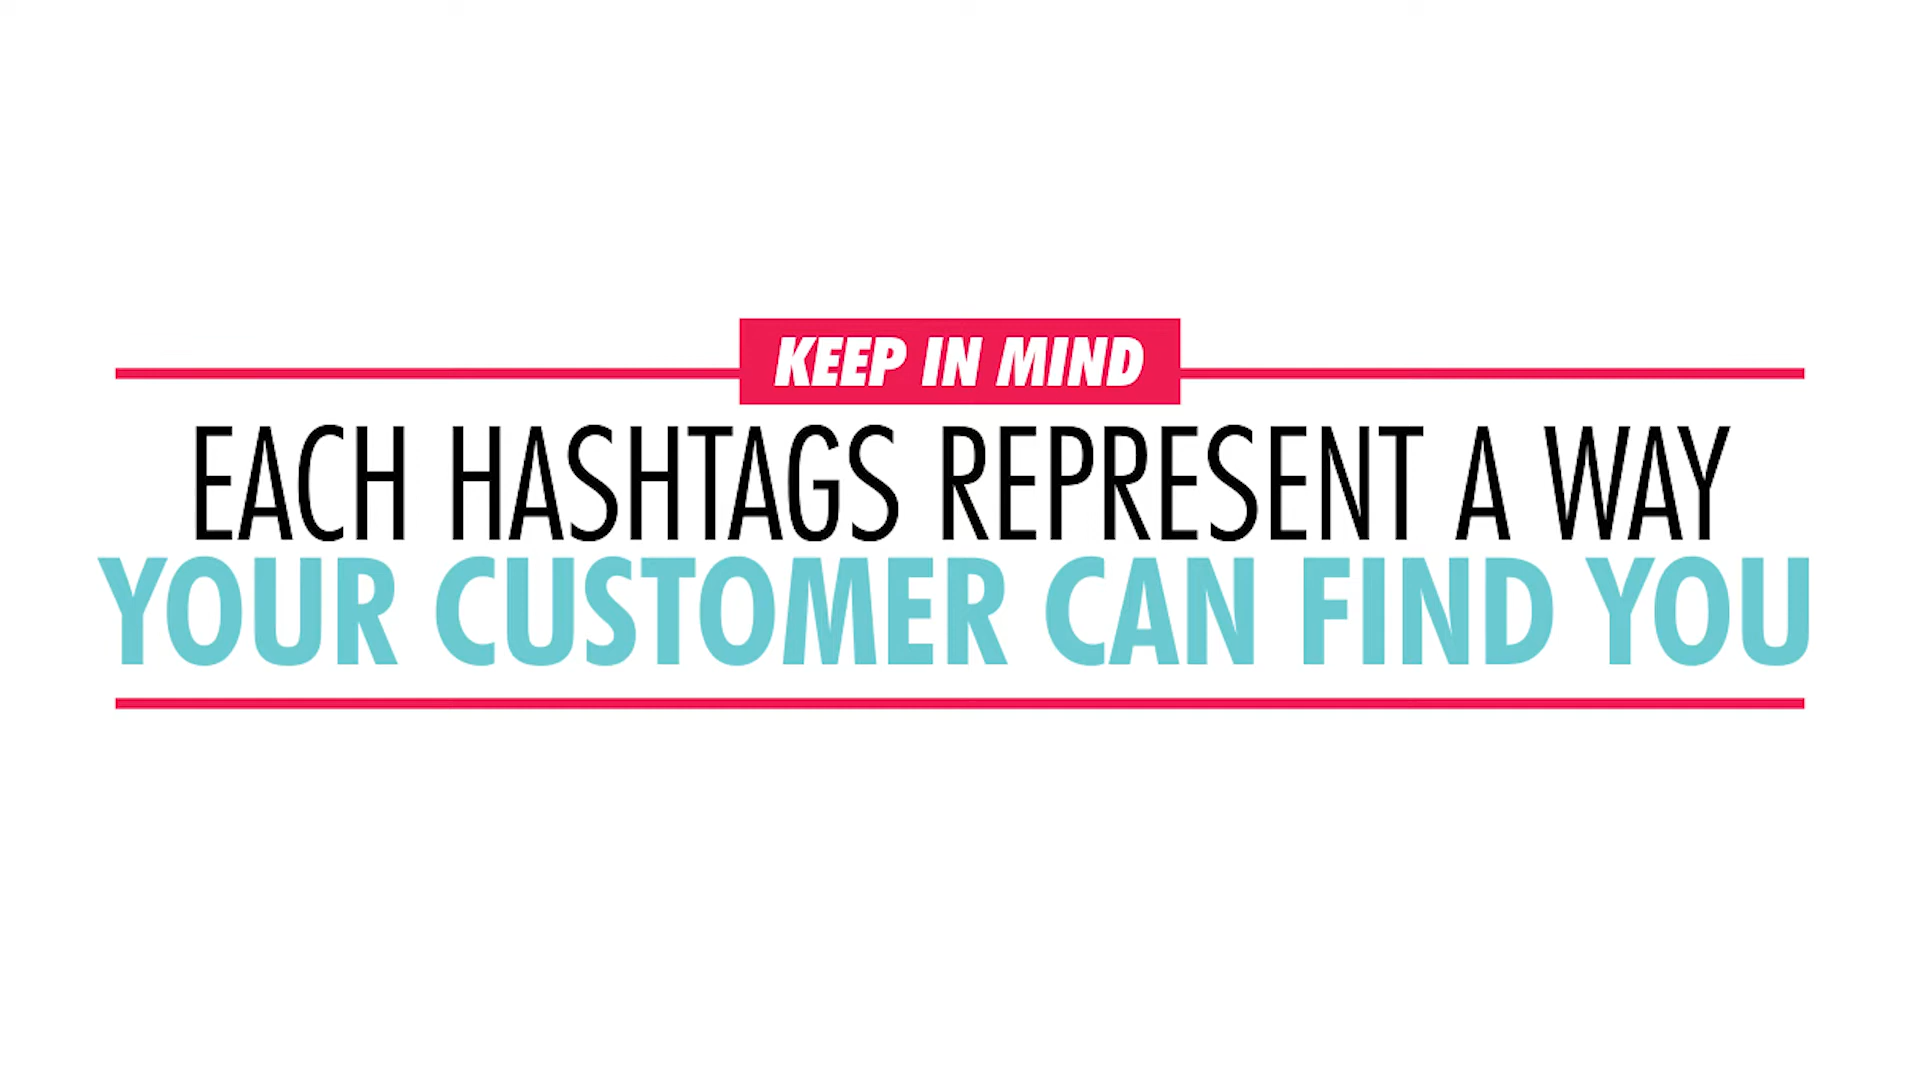 KEEP IN MIND
EACH HASHTAGS REPRESENT A WAY
YOUR CUSTOMER CAN FIND YOU